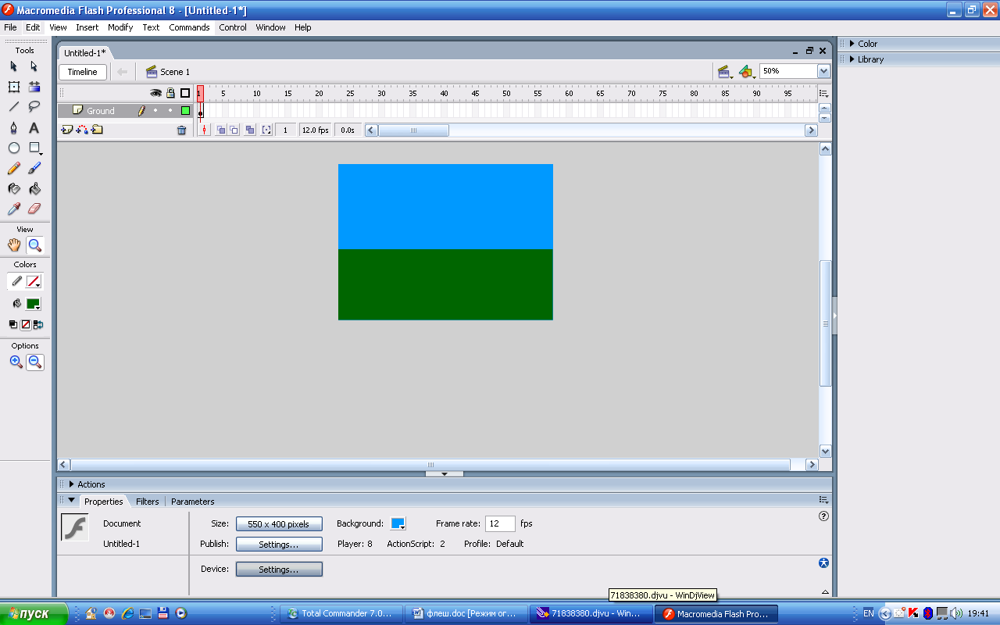 Macromedia Flash Professional 8 - [Untitled-1*]
File Edit View Insert Modify Text Commands Control Window Help
Tools
Untitled-1*
Color
Timeline
Scene 1
50%
Library
1 5 10 15 20 25 30 35 40 45 50 55 60 65 70 75 80 85 90 95
Ground
1 12.0 fps 0.0s
View
Colors
Options
Actions
Properties Filters Parameters
Document
Size: 550 x 400 pixels Background: Frame rate: 12 fps
Untitled-1
Publish: Settings... Player: 8 ActionScript: 2 Profile: Default
Device: Settings...
71838380.djvu - WinDjView
пуск
Total Commander 7.0...
флеш.doc [Режим ог...
71838380.djvu - Win...
Macromedia Flash Pro...
EN
19:41